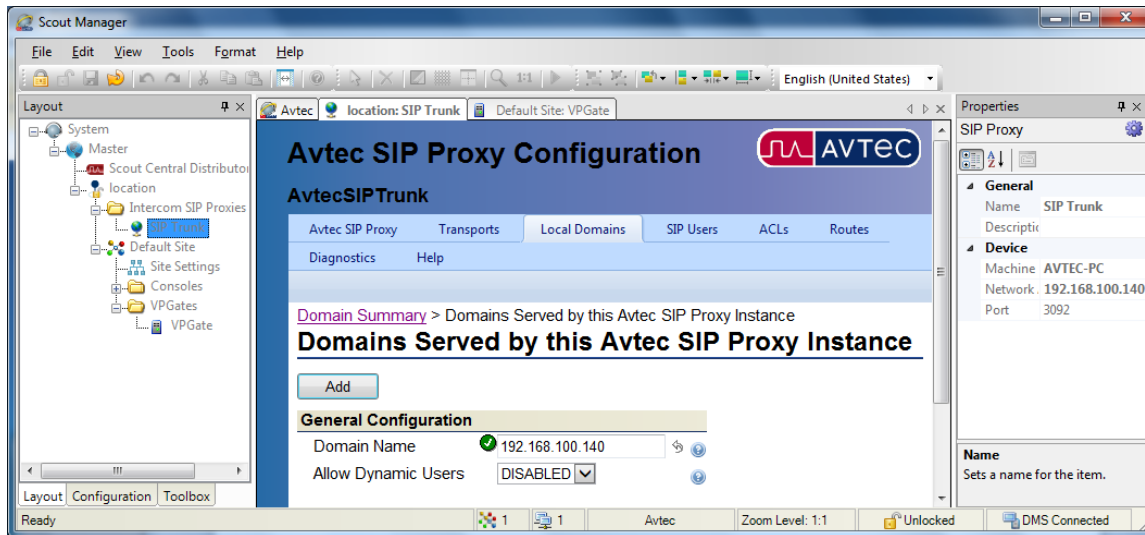 Scout Manager
File Edit View Tools Format Help
1:1 English (United States)
Layout
System
Master
Scout Central Distributor
location
Intercom SIP Proxies
SIP Trunk
Default Site
Site Settings
Consoles
VPGates
VPGate
Layout Configuration Toolbox
Avtec location: SIP Trunk Default Site: VPGate
Avtec SIP Proxy Configuration
AVTEC
AvtecSIPTrunk
Avtec SIP Proxy Transports Local Domains SIP Users ACLs Routes
Diagnostics Help
Domain Summary > Domains Served by this Avtec SIP Proxy Instance
Domains Served by this Avtec SIP Proxy Instance
Add
General Configuration
Domain Name 192.168.100.140
Allow Dynamic Users DISABLED
Properties
SIP Proxy
General
Name SIP Trunk
Descriptic
Device
Machine AVTEC-PC
Network 192.168.100.140
Port 3092
Name
Sets a name for the item.
Ready 1 1 Avtec Zoom Level: 1:1 Unlocked DMS Connected